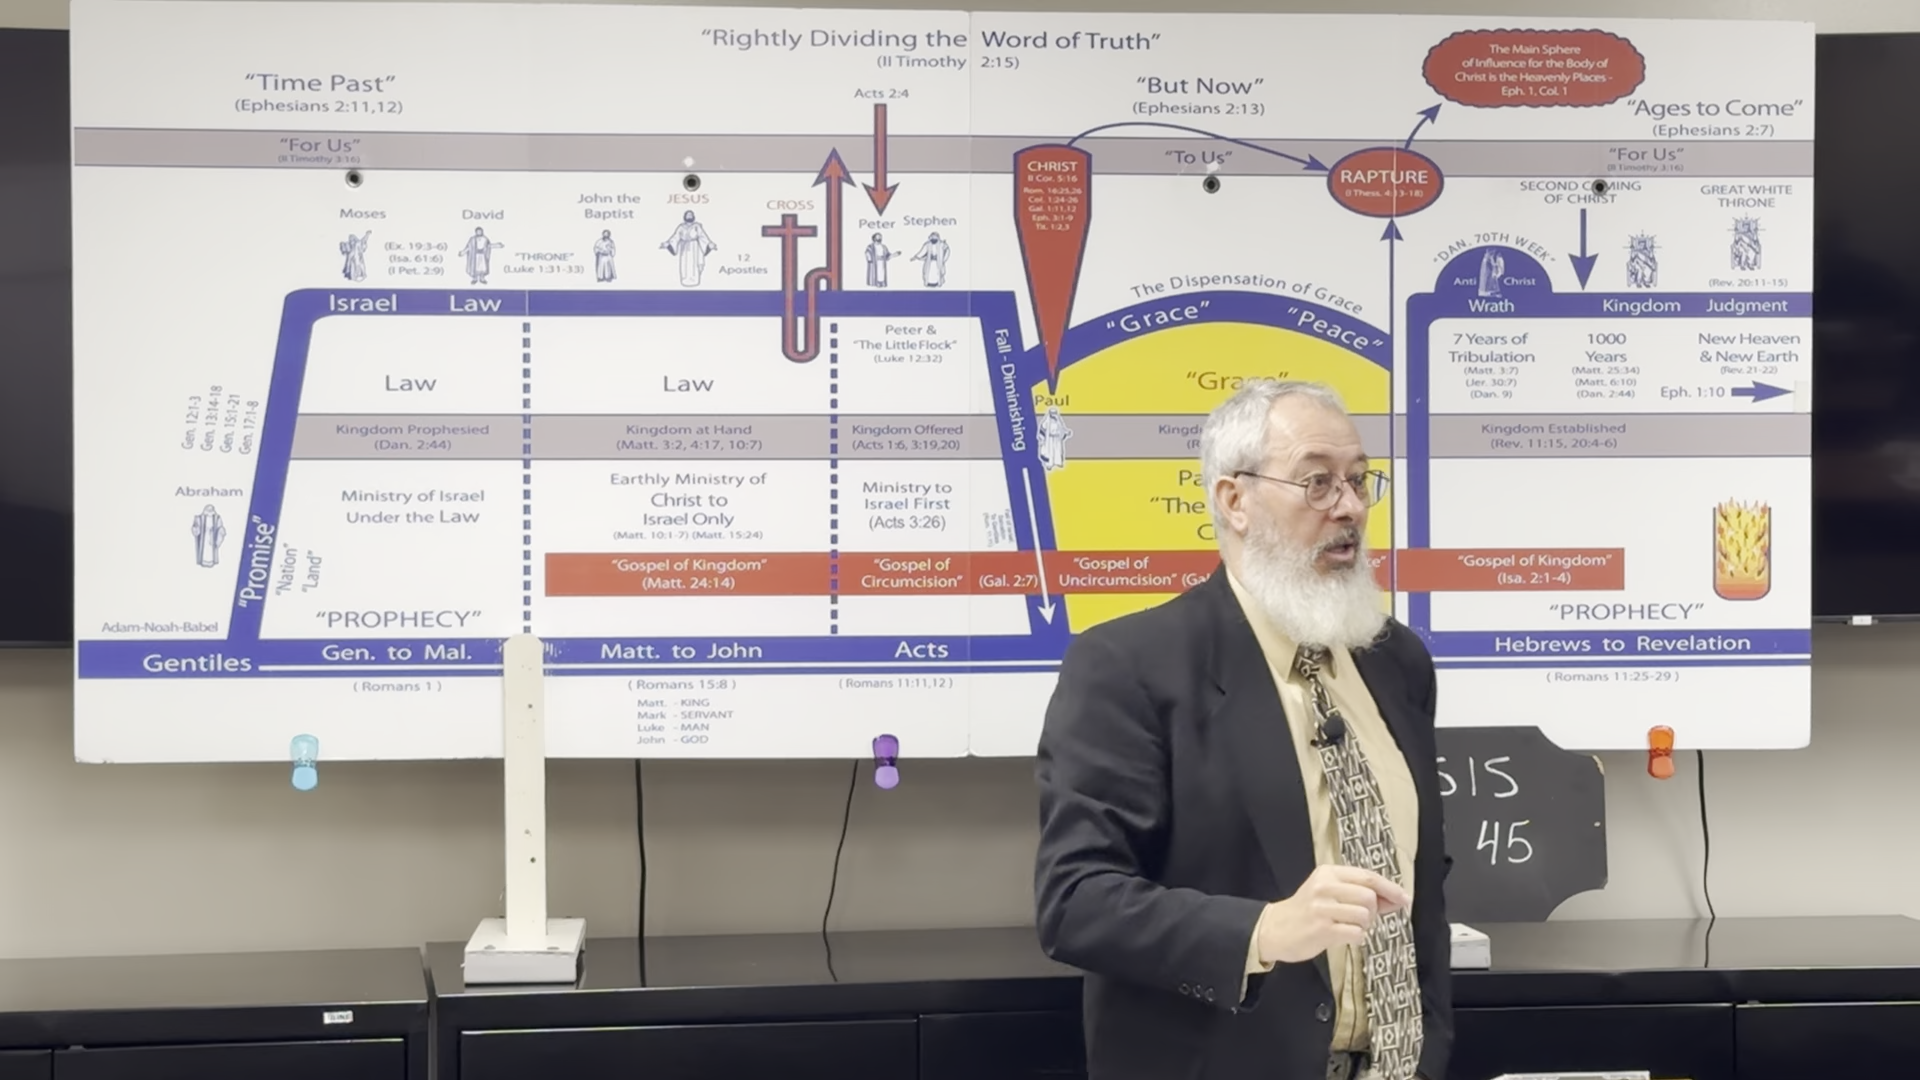 "Rightly Dividing the Word of Truth"
(II Timothy 2:15)
"Time Past"
(Ephesians 2:11,12)
Acts 2:4
"But Now"
(Ephesians 2:13)
The Main Sphere
of Influence for the Body of
Christ is the Heavenly Places -
Eph. 1, Col. 1
"Ages to Come"
(Ephesians 2:7)
"For Us"
(II Timothy 3:16)
"To Us"
"For Us"
(II Timothy 3:16)
Moses
(Ex. 19:3-6)
(Isa. 61:6)
(I Pet. 2:9)
David
"THRONE"
(Luke 1:31-33)
John the
Baptist
JESUS
12
Apostles
CROSS
Peter
Stephen
CHRIST
II Cor. 5:16
Rom. 16:25,26
Col. 1:24-26
Gal. 1:11,12
Eph. 3:1-9
Tit. 1:2,3
RAPTURE
(I Thess. 4:13-18)
SECOND COMING
OF CHRIST
GREAT WHITE
THRONE
(Rev. 20:11-15)
"DAN. 70TH WEEK"
Anti Christ
Israel Law
The Dispensation of Grace
"Grace" "Peace"
Wrath
Kingdom
Judgment
Law
Law
Peter &
"The Little Flock"
(Luke 12:32)
Fall - Diminishing
7 Years of
Tribulation
(Matt. 3:7)
(Jer. 30:7)
(Dan. 9)
1000
Years
(Matt. 25:34)
(Matt. 6:10)
(Dan. 2:44)
New Heaven
& New Earth
(Rev. 21-22)
Eph. 1:10
Gen. 12:1-3
Gen. 13:14-18
Gen. 15:1-21
Gen. 17:1-8
Paul
Kingdom Prophesied
(Dan. 2:44)
Kingdom at Hand
(Matt. 3:2, 4:17, 10:7)
Kingdom Offered
(Acts 1:6, 3:19,20)
Kingdom Established
(Rev. 11:15, 20:4-6)
Abraham
"Promise"
"Nation"
"Land"
Ministry of Israel
Under the Law
Earthly Ministry of
Christ to
Israel Only
(Matt. 10:1-7) (Matt. 15:24)
Ministry to
Israel First
(Acts 3:26)
"The
"Gospel of Kingdom"
(Matt. 24:14)
"Gospel of
Circumcision"
(Gal. 2:7)
"Gospel of
Uncircumcision"
"Gospel of Kingdom"
(Isa. 2:1-4)
Adam-Noah-Babel
"PROPHECY"
"PROPHECY"
Gentiles
Gen. to Mal.
Matt. to John
Acts
Hebrews to Revelation
(Romans 1)
(Romans 15:8)
(Romans 11:11,12)
(Romans 11:25-29)
Matt. - KING
Mark - SERVANT
Luke - MAN
John - GOD
SIS
45